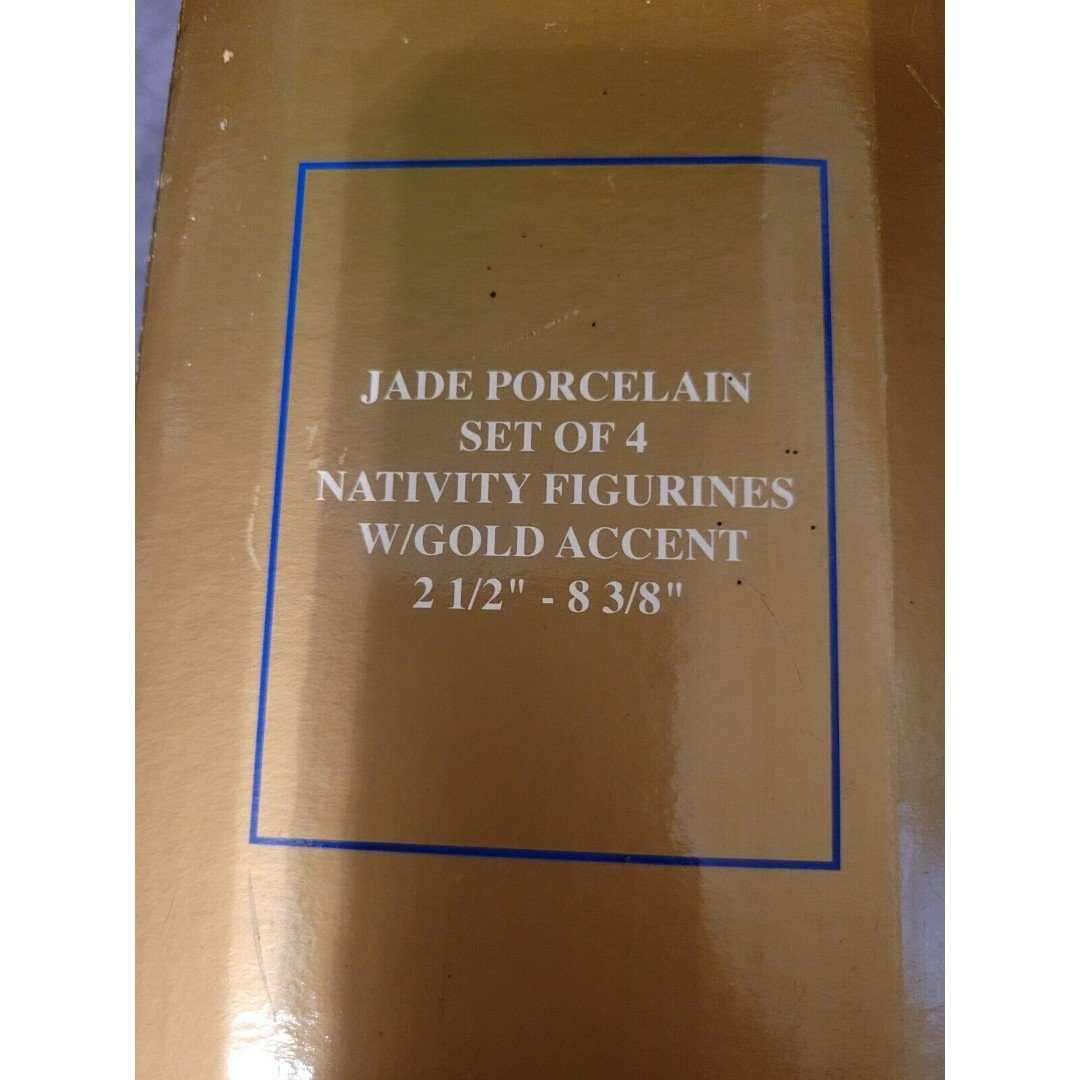 JADE PORCELAIN
SET OF 4
NATIVITY FIGURINES
W/GOLD ACCENT
2 1/2" - 8 3/8"